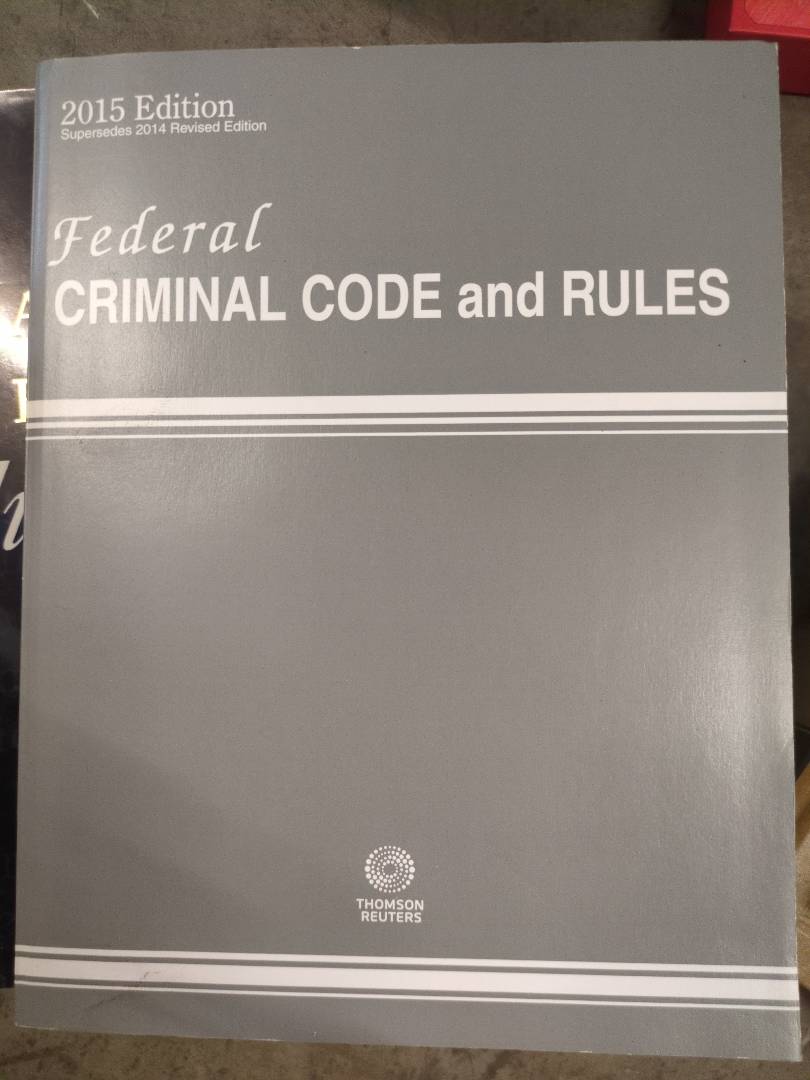 2015 Edition
Supersedes 2014 Revised Edition
Federal
CRIMINAL CODE and RULES
THOMSON
REUTERS